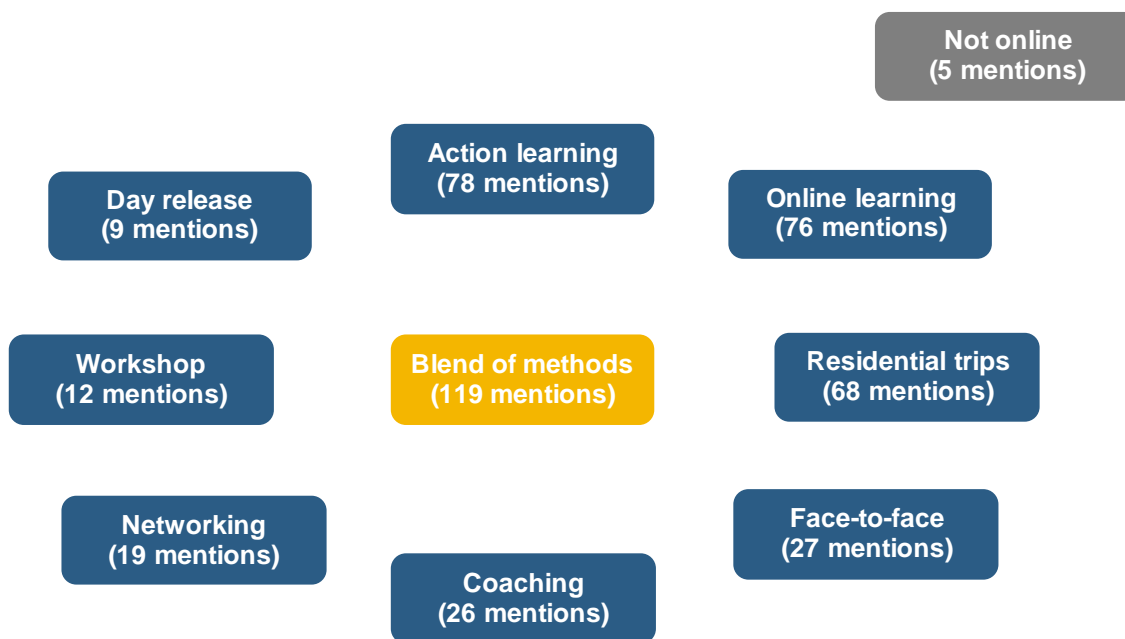 Not online
(5 mentions)
Action learning
(78 mentions)
Day release
(9 mentions)
Online learning
(76 mentions)
Workshop
(12 mentions)
Blend of methods
(119 mentions)
Residential trips
(68 mentions)
Networking
(19 mentions)
Face-to-face
(27 mentions)
Coaching
(26 mentions)